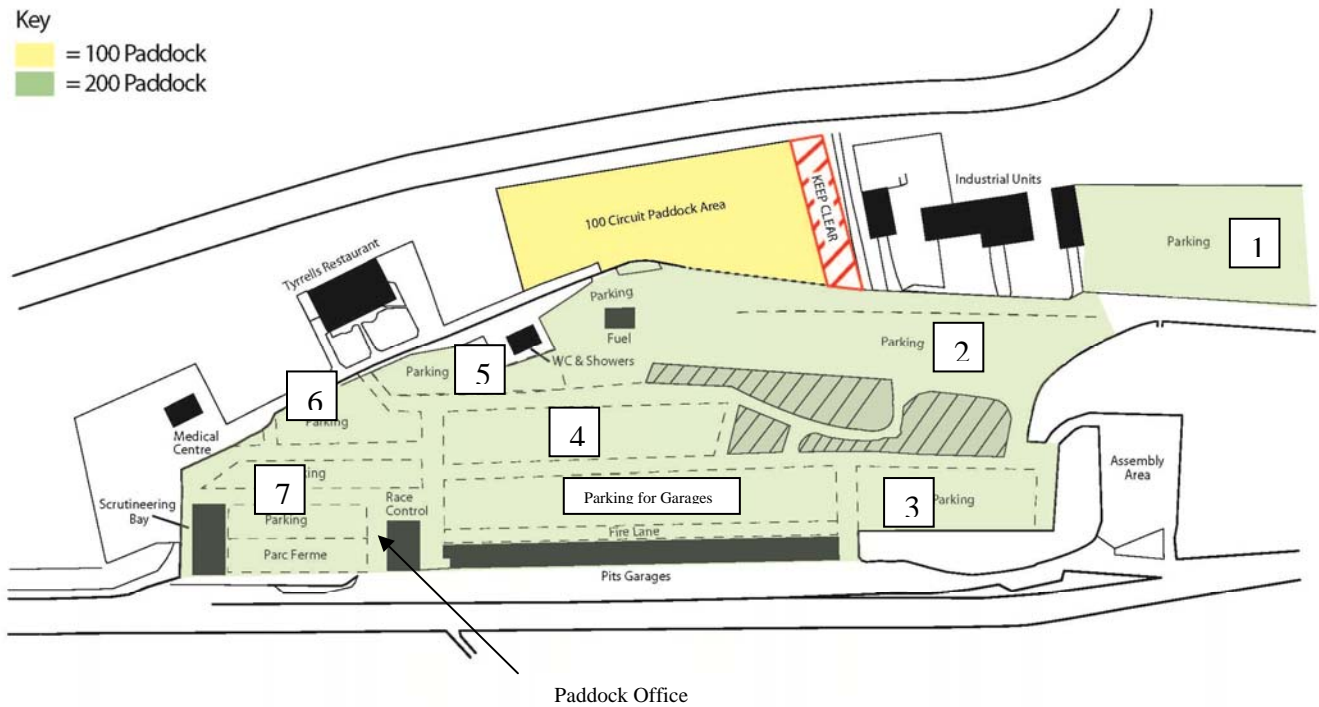 Key
= 100 Paddock
= 200 Paddock
100 Circuit Paddock Area
KEEP CLEAR
Industrial Units
Parking
1
Tyrrells Restaurant
Parking
Fuel
Parking
2
WC & Showers
Parking
5
6
Parking
4
Medical
Centre
Assembly
Area
7
king
Parking for Garages
3
Parking
Scrutineering
Bay
Parking
Race
Control
Fire Lane
Parc Ferme
Pits Garages
Paddock Office